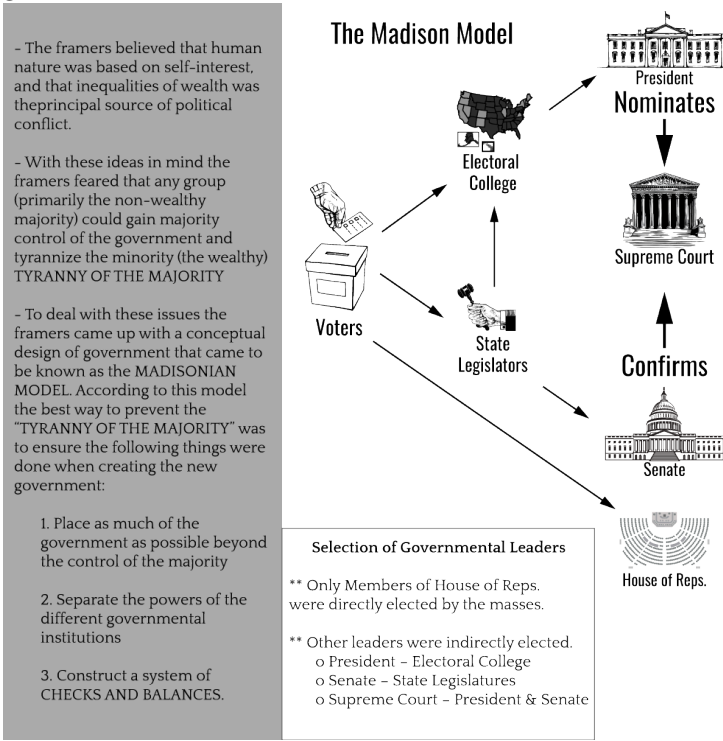 - The framers believed that human
nature was based on self-interest,
and that inequalities of wealth was
theprincipal source of political
conflict.
- With these ideas in mind the
framers feared that any group
(primarily the non-wealthy
majority) could gain majority
control of the government and
tyrannize the minority (the wealthy)
TYRANNY OF THE MAJORITY
- To deal with these issues the
framers came up with a conceptual
design of government that came to
be known as the MADISONIAN
MODEL. According to this model
the best way to prevent the
"TYRANNY OF THE MAJORITY" was
to ensure the following things were
done when creating the new
government:
1. Place as much of the
government as possible beyond
the control of the majority
2. Separate the powers of the
different governmental
institutions
3. Construct a system of
CHECKS AND BALANCES.
The Madison Model
President
Nominates
Electoral
College
Supreme Court
Voters
State
Legislators
Confirms
Senate
House of Reps.
Selection of Governmental Leaders
** Only Members of House of Reps.
were directly elected by the masses.
** Other leaders were indirectly elected.
o President – Electoral College
o Senate – State Legislatures
o Supreme Court – President & Senate